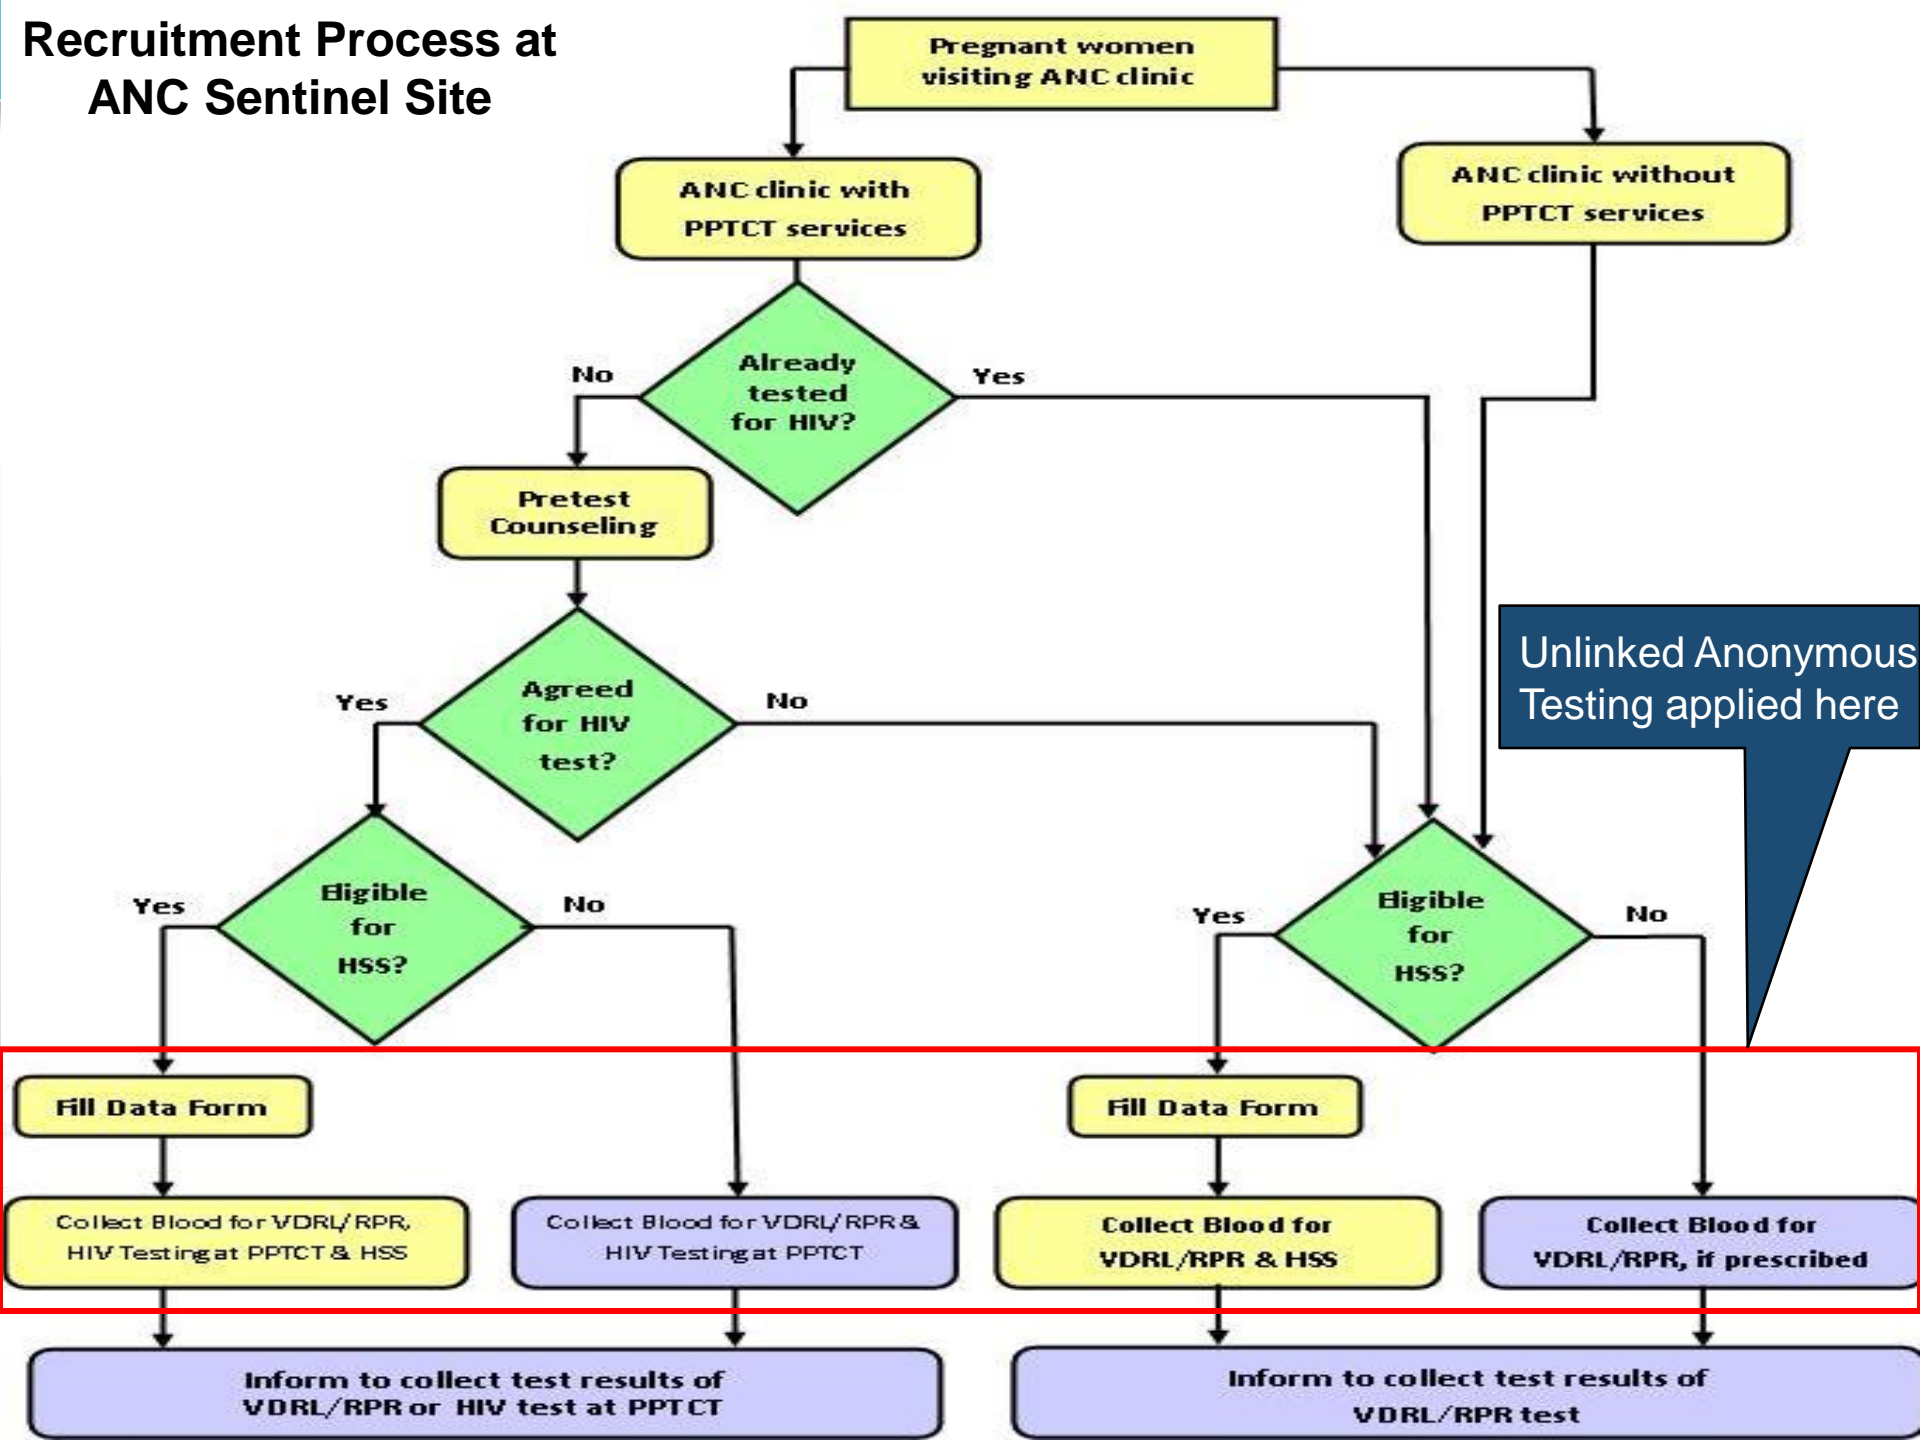 Recruitment Process at
ANC Sentinel Site
Pregnant women
visiting ANC clinic
ANC clinic with
PPTCT services
ANC clinic without
PPTCT services
Already
tested
for HIV?
No
Yes
Pretest
Counseling
Agreed
for HIV
test?
Yes
No
Unlinked Anonymous
Testing applied here
Eligible
for
HSS?
Yes
No
Eligible
for
HSS?
Yes
No
Fill Data Form
Fill Data Form
Collect Blood for VDRL/RPR,
HIV Testing at PPTCT & HSS
Collect Blood for VDRL/RPR &
HIV Testing at PPTCT
Collect Blood for
VDRL/RPR & HSS
Collect Blood for
VDRL/RPR, if prescribed
Inform to collect test results of
VDRL/RPR or HIV test at PPTCT
Inform to collect test results of
VDRL/RPR test